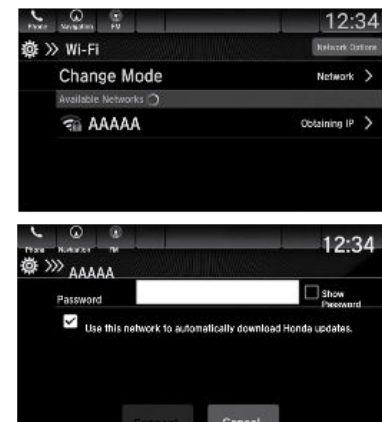 Phone Navigation FM
12:34
Wi-Fi
Network Options
Change Mode
Network
Available Networks
AAAAA
Obtaining IP
Phone Navigation FM
12:34
AAAAA
Password
Show Password
Use this network to automatically download Honda updates.
Connect Cancel